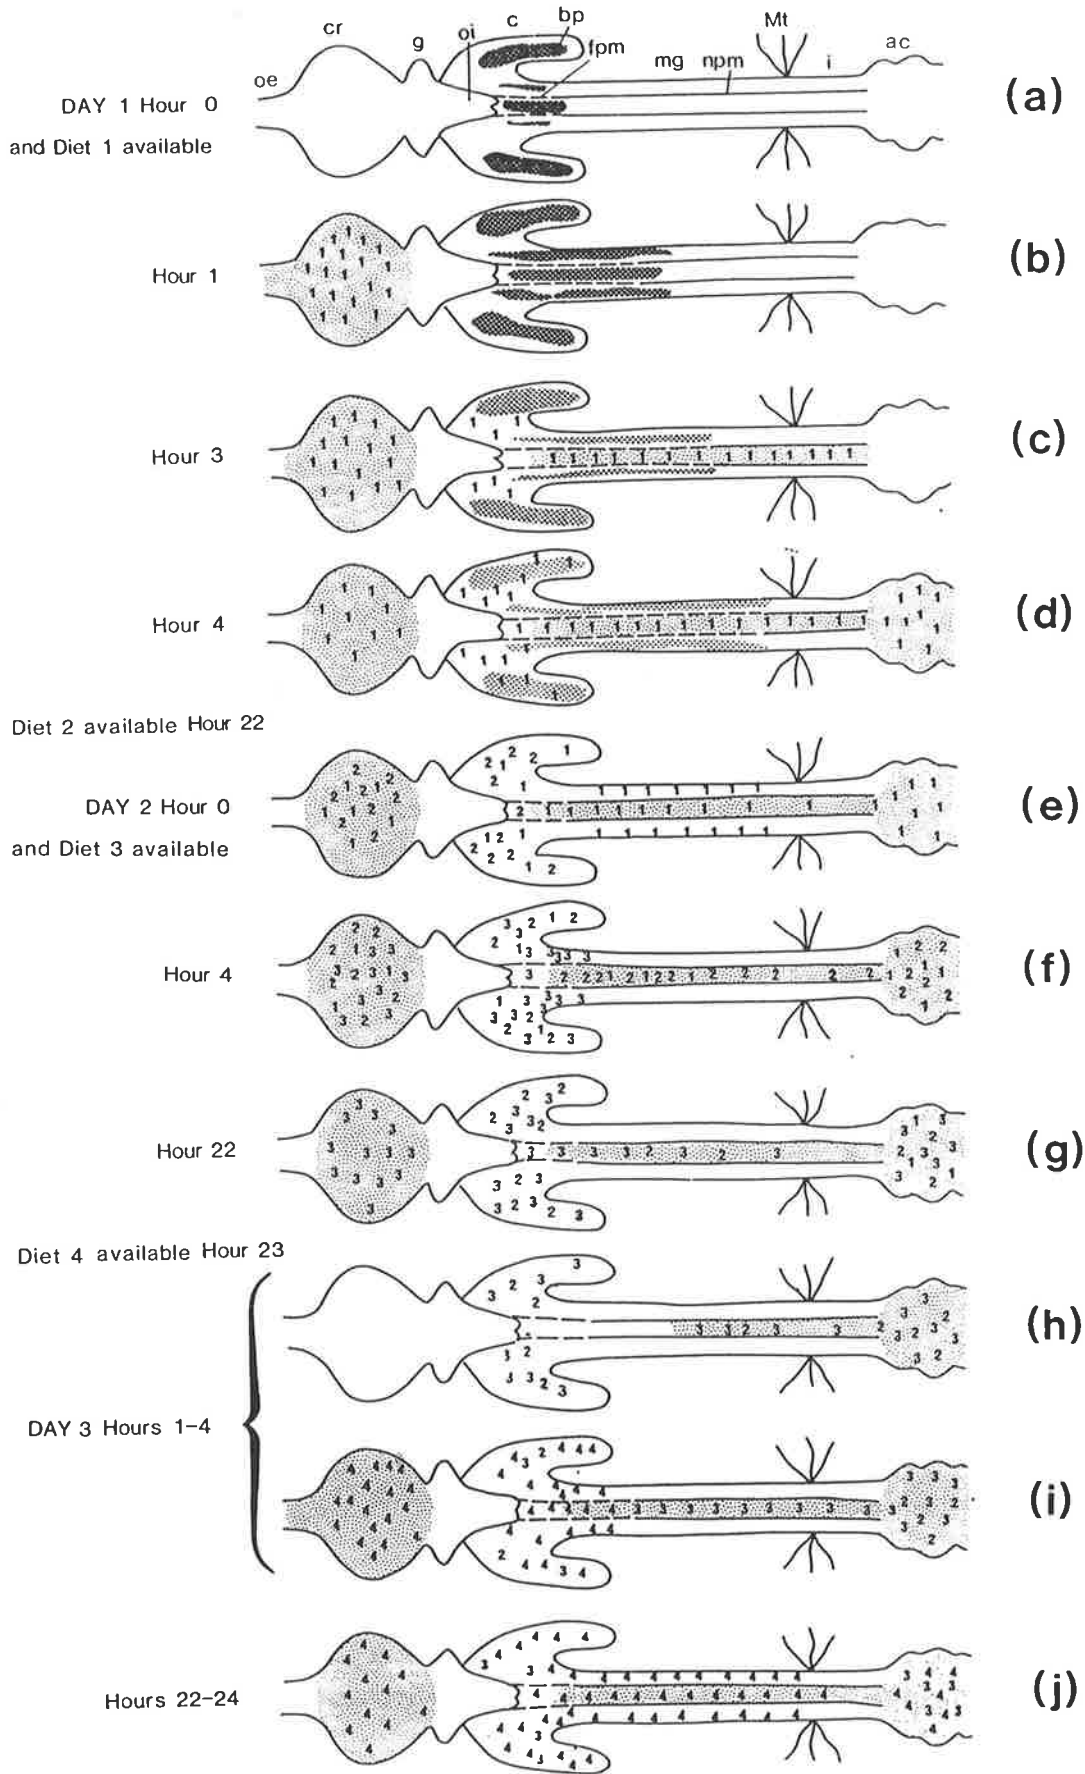 cr
g
oi
c
bp
fpm
mg
npm
Mt
i
ac
oe
DAY 1 Hour 0
and Diet 1 available
(a)
Hour 1
(b)
Hour 3
(c)
Hour 4
(d)
Diet 2 available Hour 22
DAY 2 Hour 0
and Diet 3 available
(e)
Hour 4
(f)
Hour 22
(g)
Diet 4 available Hour 23
(h)
DAY 3 Hours 1-4
(i)
Hours 22-24
(j)